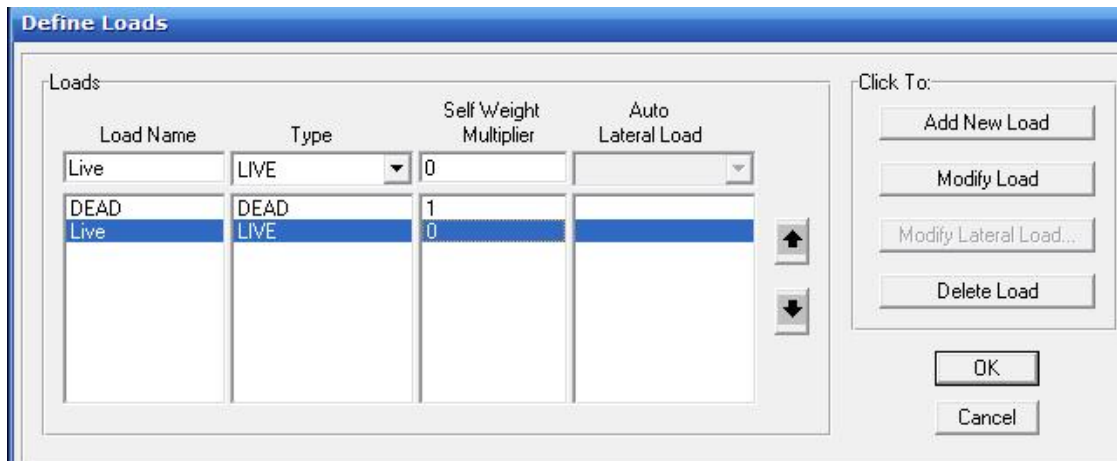 Define Loads
Loads
Load Name
Type
Self Weight
Multiplier
Auto
Lateral Load
Live
LIVE
0
DEAD
DEAD
1
Live
LIVE
0
Click To:
Add New Load
Modify Load
Modify Lateral Load...
Delete Load
OK
Cancel